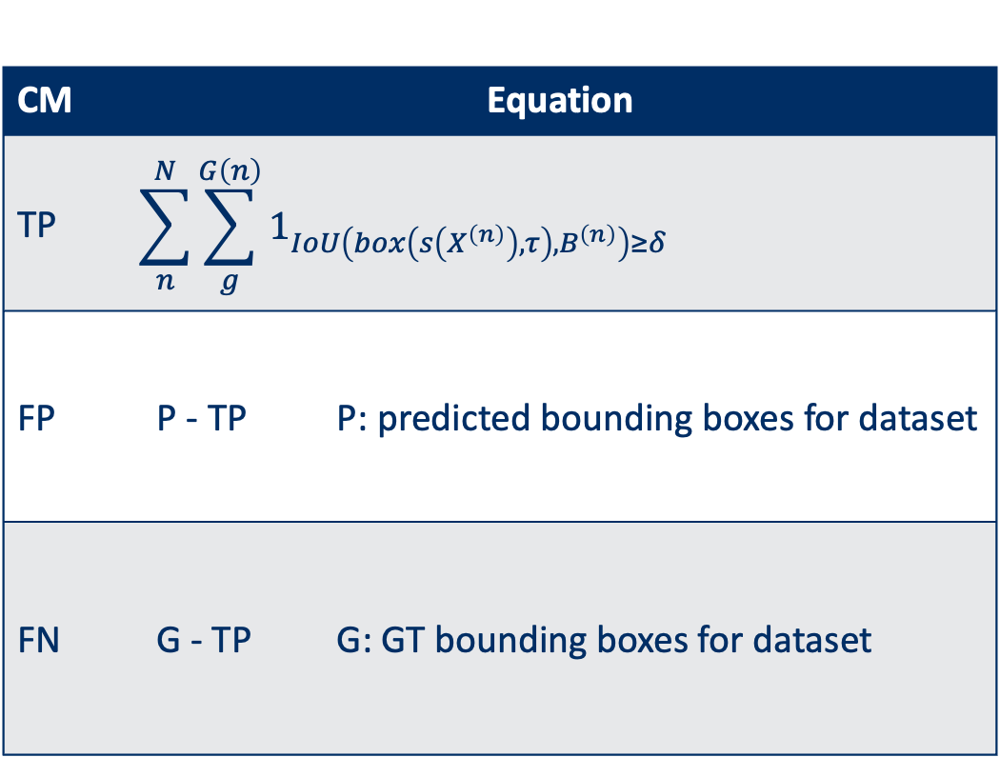 CM Equation
TP $\sum_{n}^{N} \sum_{g}^{G(n)} 1_{IoU(box(s(X^{(n)}),\tau),B^{(n)})\geq\delta}$
FP P - TP P: predicted bounding boxes for dataset
FN G - TP G: GT bounding boxes for dataset